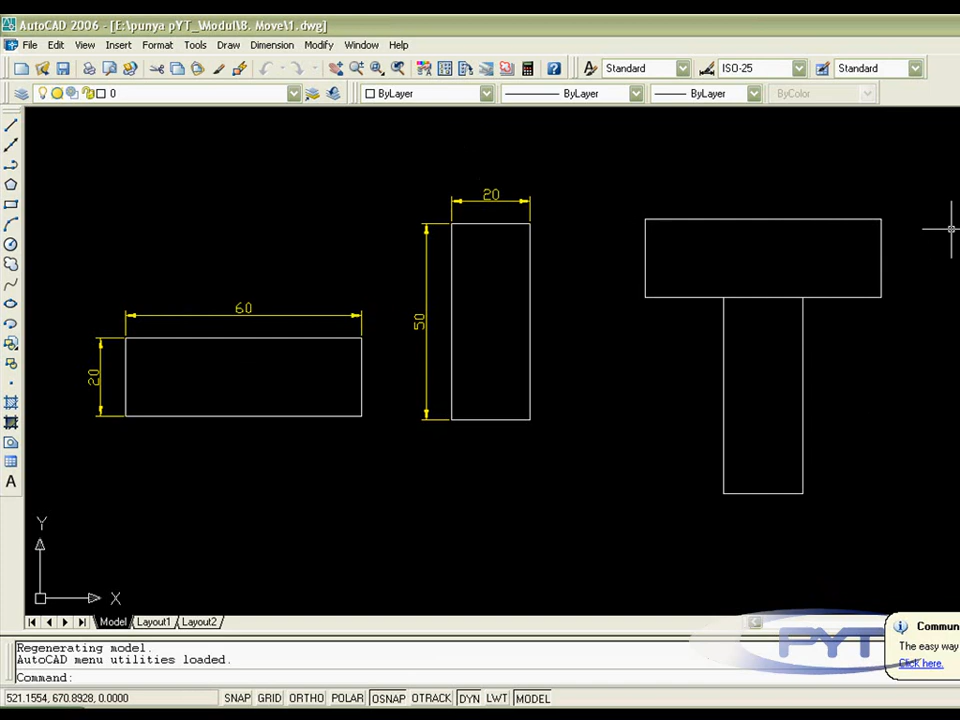 AutoCAD 2006 - [E:\punya pYT_\Modul\8. Move\1.dwg]
File Edit View Insert Format Tools Draw Dimension Modify Window Help
Standard ISO-25 Standard
0 ByLayer ByLayer ByLayer ByColor
20
60
50
20
Y
X
A
Model Layout1 Layout2
Regenerating model.
AutoCAD menu utilities loaded.
Command:
PYT
Commun
The easy way
Click here.
521.1554, 670.8928, 0.0000 SNAP GRID ORTHO POLAR OSNAP OTRACK DYN LWT MODEL